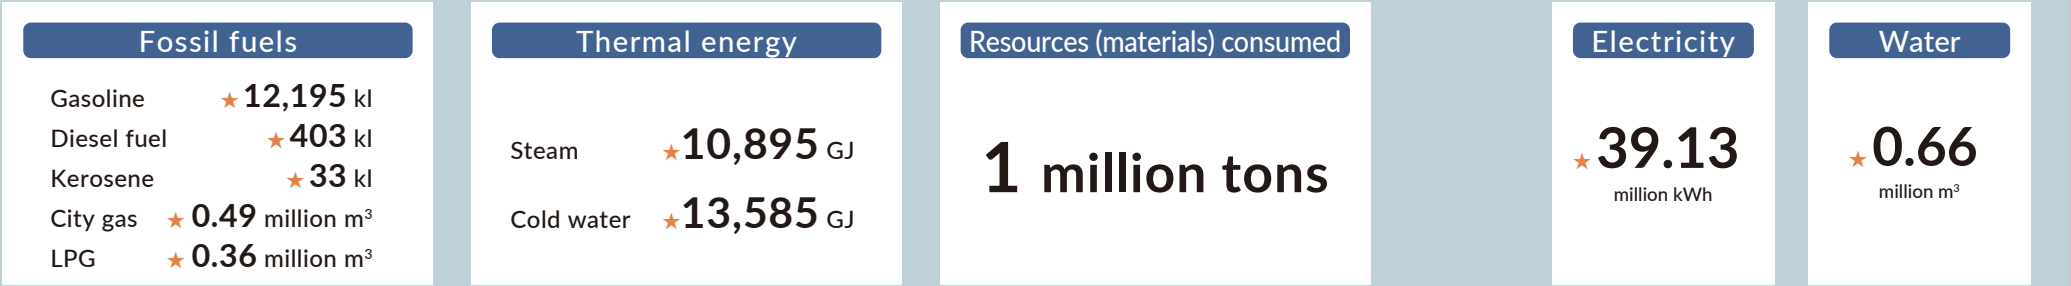 Fossil fuels
Gasoline ★12,195 kl
Diesel fuel ★403 kl
Kerosene ★33 kl
City gas ★0.49 million m³
LPG ★0.36 million m³
Thermal energy
Steam ★10,895 GJ
Cold water ★13,585 GJ
Resources (materials) consumed
1 million tons
Electricity
★39.13
million kWh
Water
★0.66
million m³